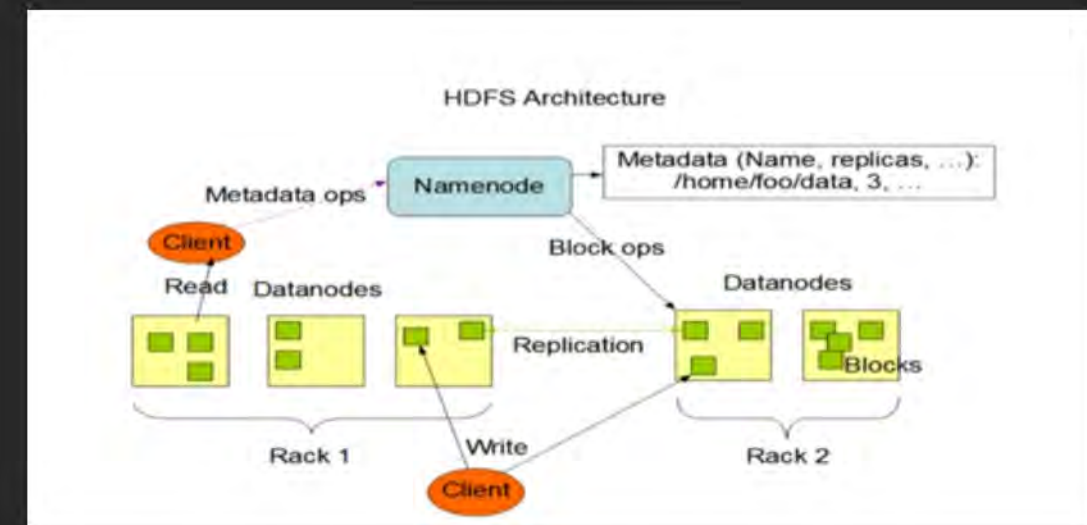 HDFS Architecture
Metadata (Name, replicas, ...):
/home/foo/data, 3, ...
Namenode
Metadata ops
Client
Block ops
Read
Datanodes
Datanodes
Replication
Blocks
Rack 1
Write
Rack 2
Client